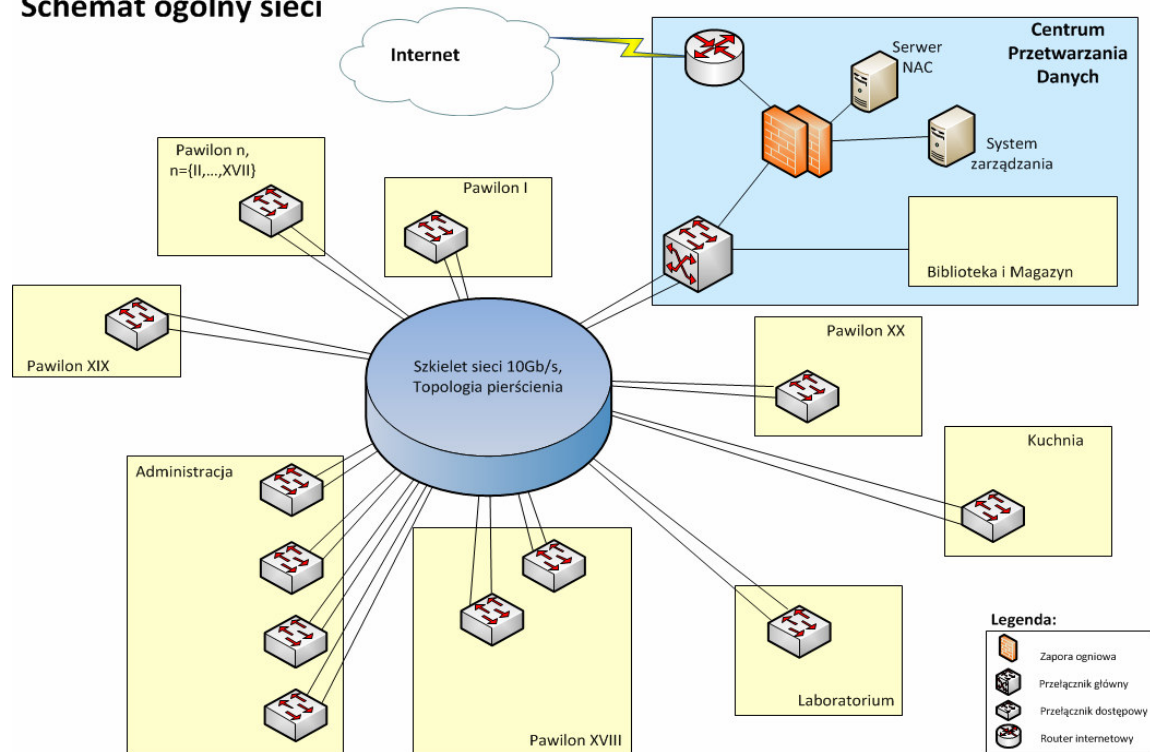 Schemat ogólny sieci
Internet
Centrum
Przetwarzania
Danych
Serwer
NAC
System
zarządzania
Biblioteka i Magazyn
Pawilon n,
n={II,...,XVII}
Pawilon I
Pawilon XIX
Szkielet sieci 10Gb/s,
Topologia pierścienia
Pawilon XX
Kuchnia
Administracja
Pawilon XVIII
Laboratorium
Legenda:
Zapora ogniowa
Przełącznik główny
Przełącznik dostępowy
Router internetowy